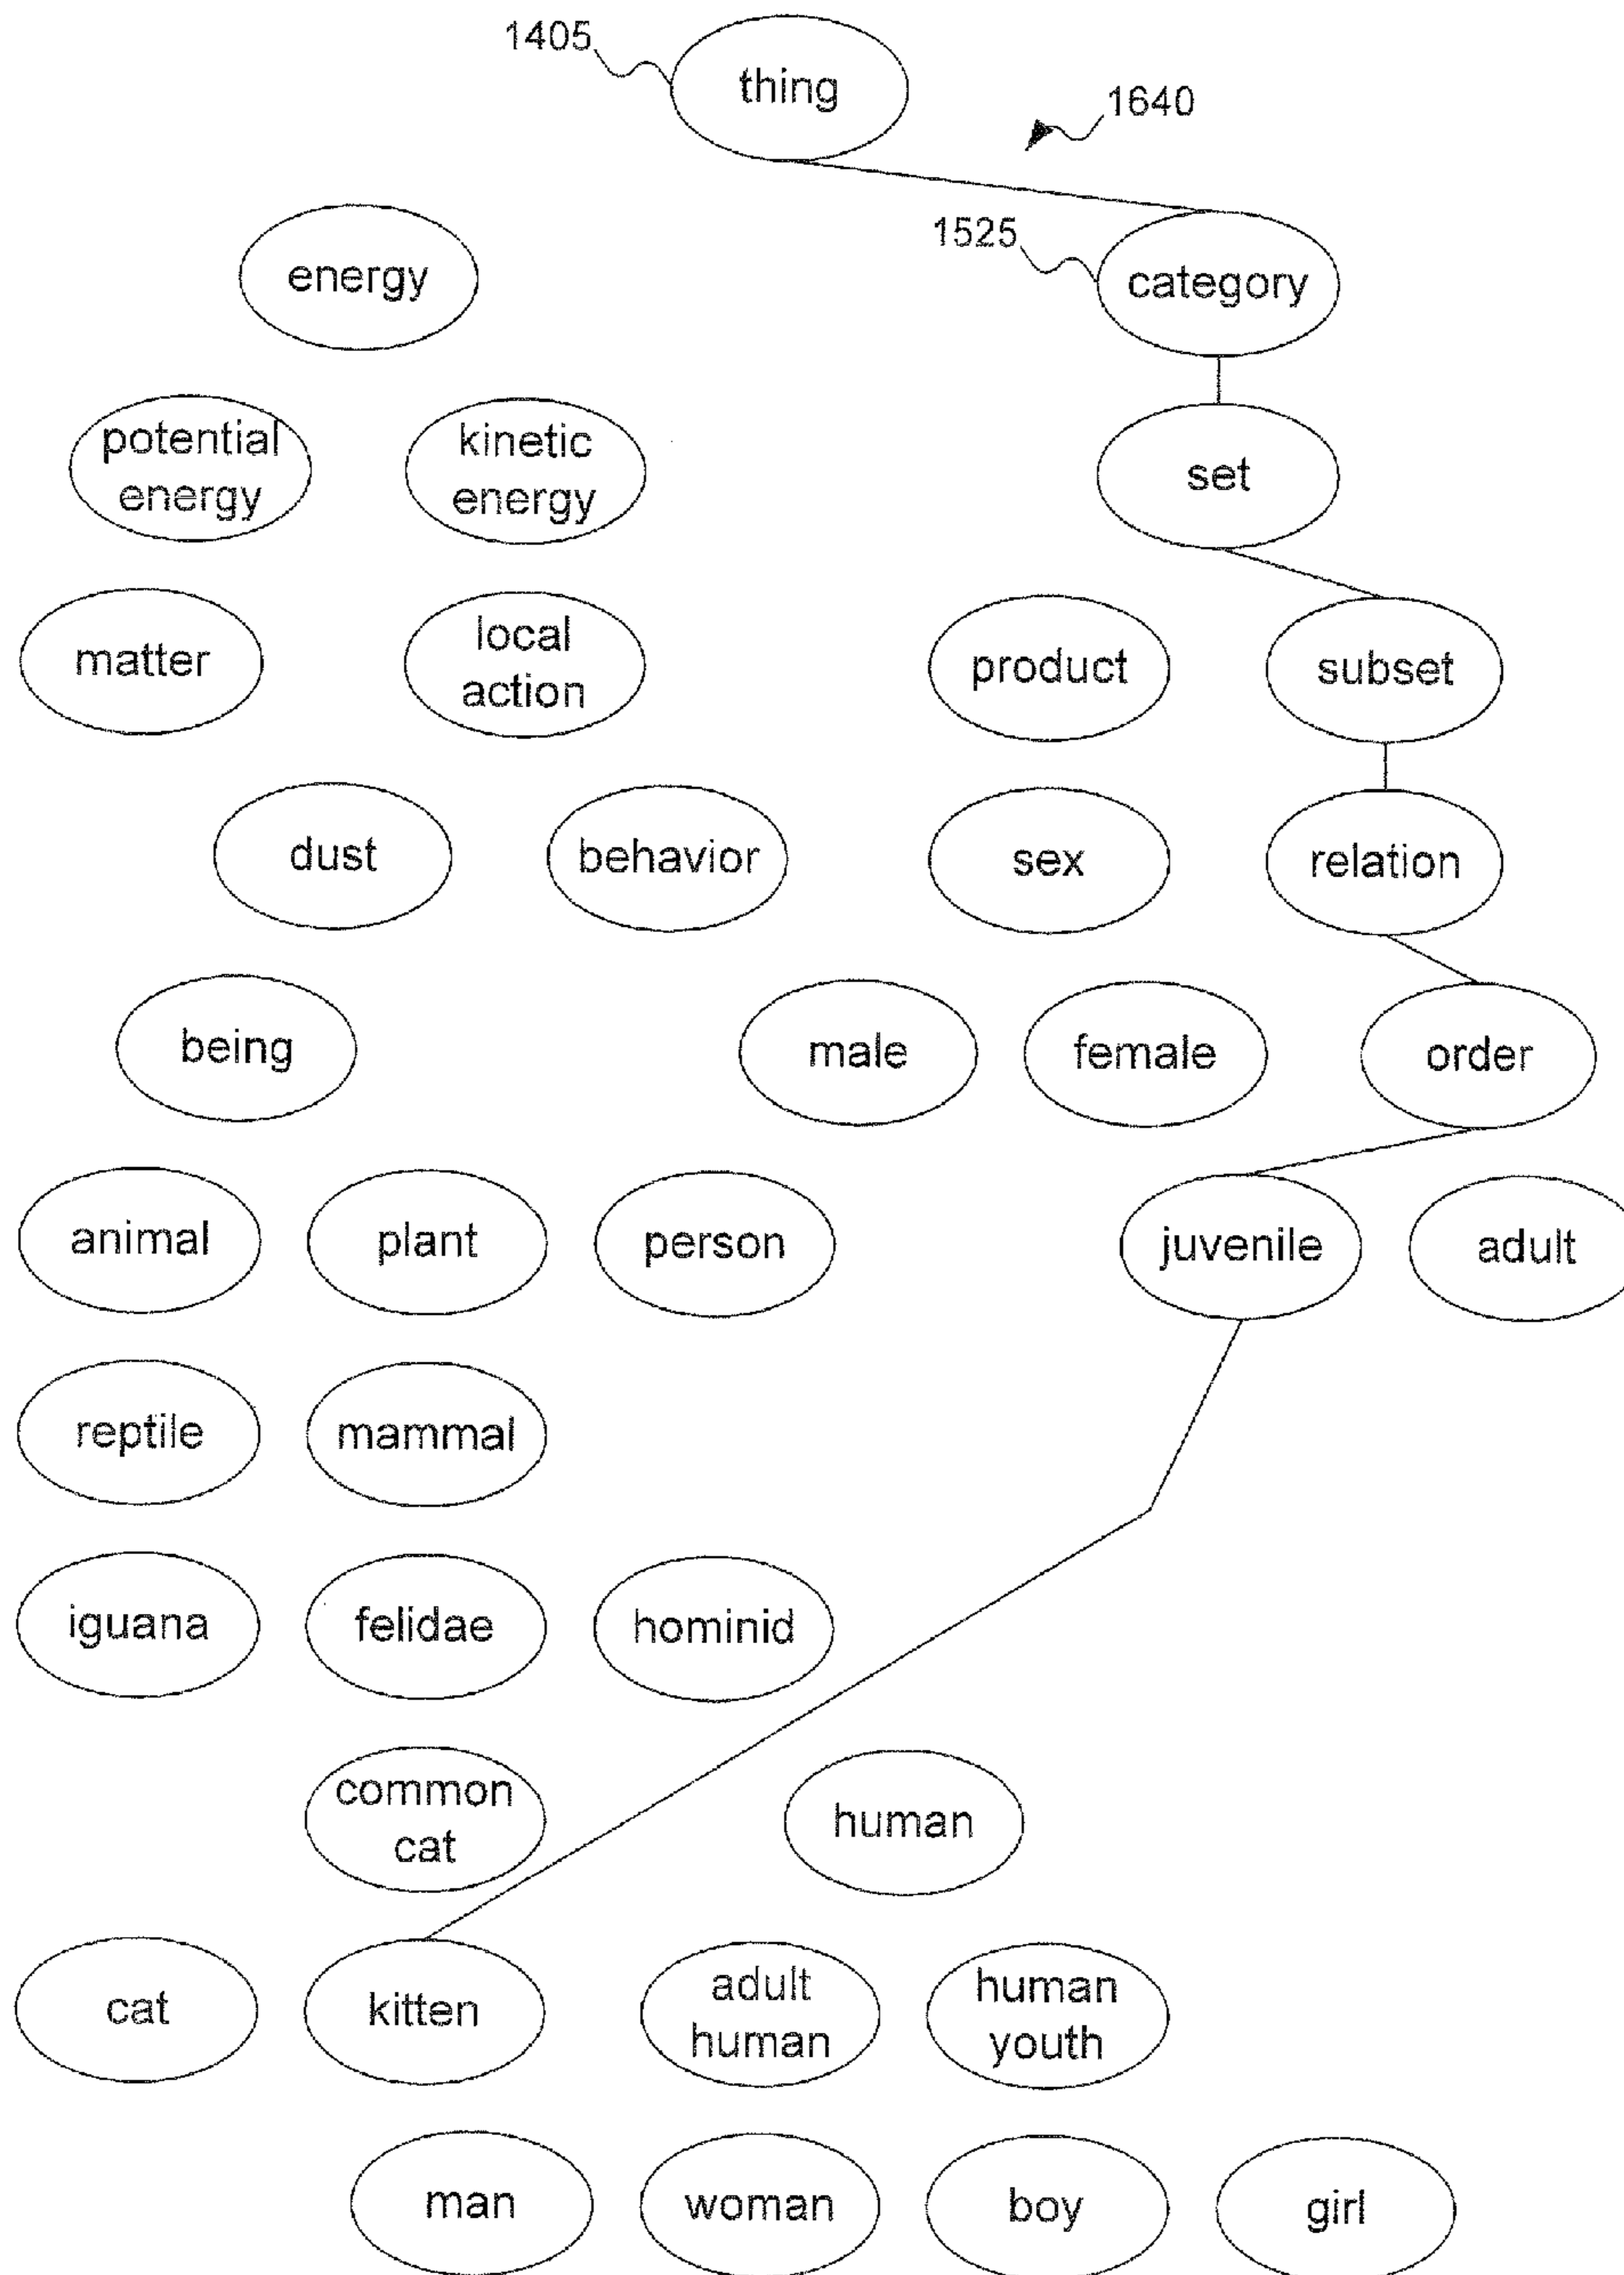 1405
thing
1640
energy
1525
category
potential
energy
kinetic
energy
set
matter
local
action
product
subset
dust
behavior
sex
relation
being
male
female
order
animal
plant
person
juvenile
adult
reptile
mammal
iguana
felidae
hominid
common
cat
human
cat
kitten
adult
human
human
youth
man
woman
boy
girl